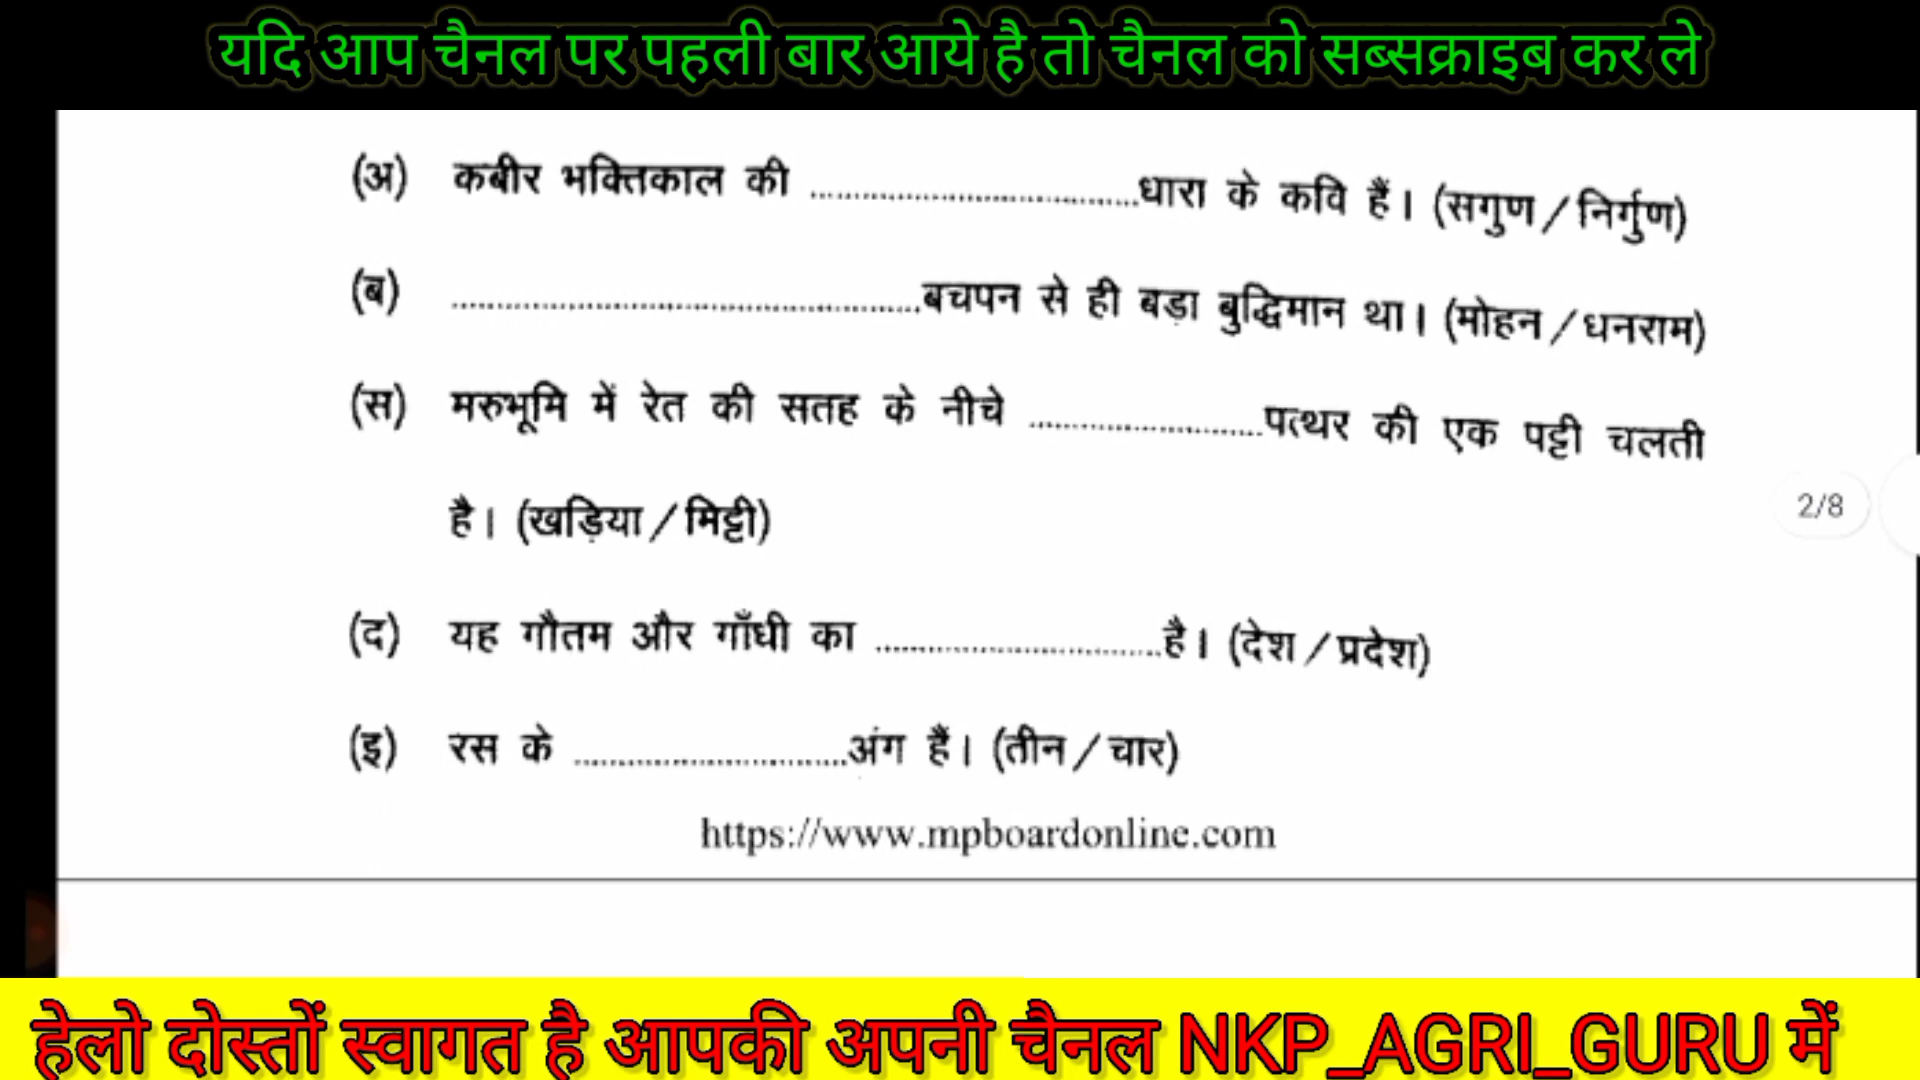 यदि आप चैनल पर पहली बार आये है तो चैनल को सब्सक्राइब कर ले
(अ) कबीर भक्तिकाल की ....................................धारा के कवि हैं। (सगुण/निर्गुण)
(ब) ....................................................बचपन से ही बड़ा बुद्धिमान था। (मोहन/धनराम)
(स) मरुभूमि में रेत की सतह के नीचे ..........................पत्थर की एक पट्टी चलती
है। (खड़िया/मिट्टी)
2/8
(द) यह गौतम और गाँधी का ................................है। (देश/प्रदेश)
(इ) रस के ..............................अंग हैं। (तीन/चार)
https://www.mpboardonline.com
हेलो दोस्तों स्वागत है आपकी अपनी चैनल NKP_AGRI_GURU में